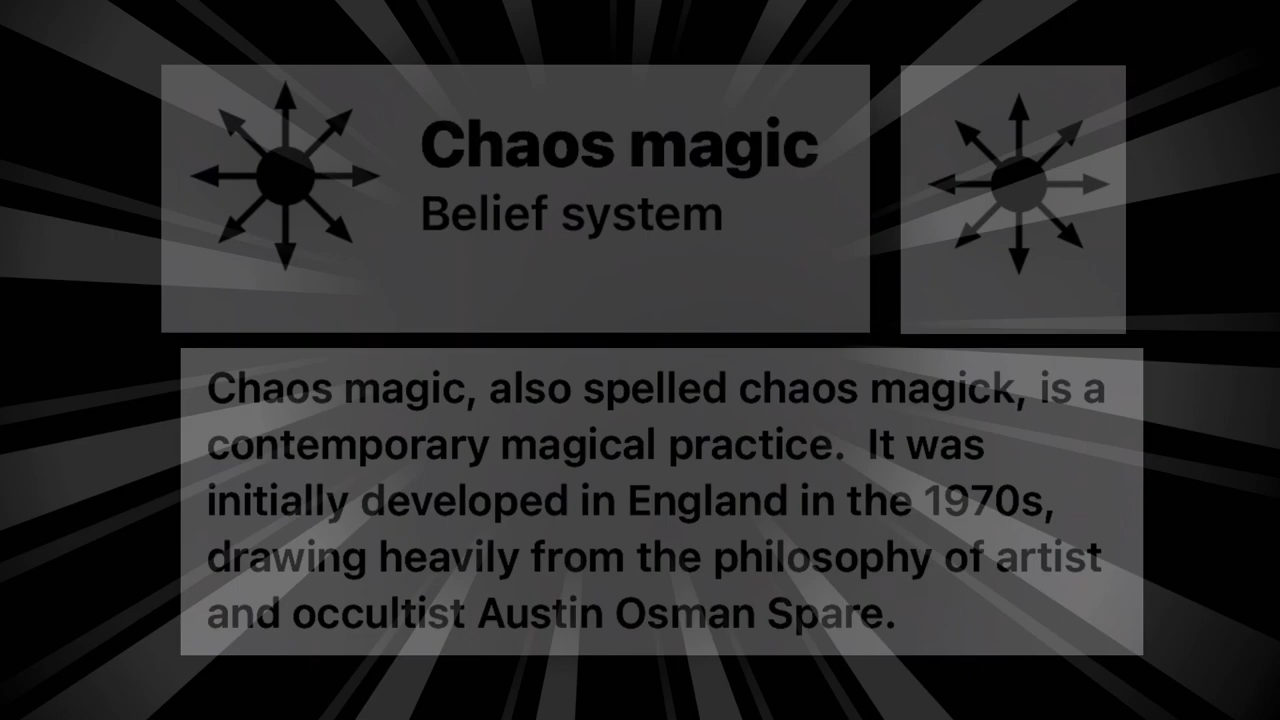 Chaos magic
Belief system
Chaos magic, also spelled chaos magick, is a
contemporary magical practice. It was
initially developed in England in the 1970s,
drawing heavily from the philosophy of artist
and occultist Austin Osman Spare.